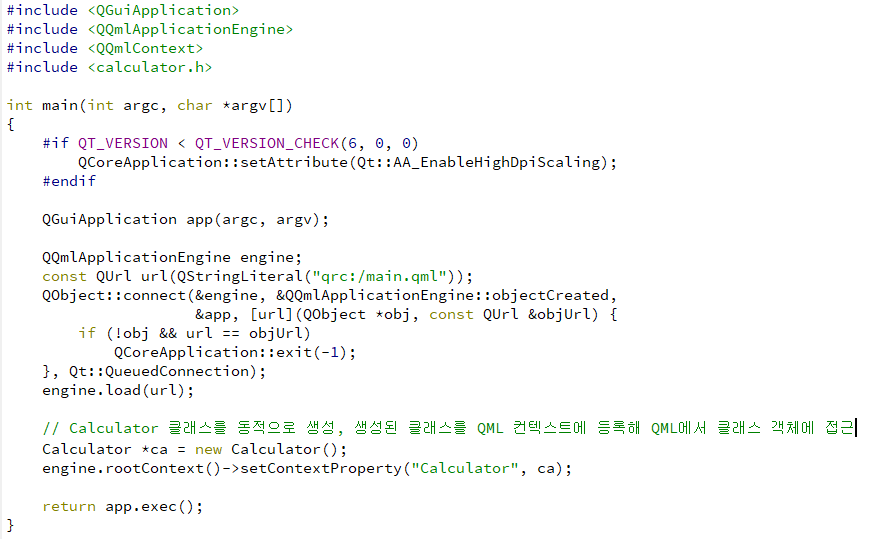 #include <QGuiApplication>
#include <QQmlApplicationEngine>
#include <QQmlContext>
#include <calculator.h>

int main(int argc, char *argv[])
{
    #if QT_VERSION < QT_VERSION_CHECK(6, 0, 0)
        QCoreApplication::setAttribute(Qt::AA_EnableHighDpiScaling);
    #endif

    QGuiApplication app(argc, argv);

    QQmlApplicationEngine engine;
    const QUrl url(QStringLiteral("qrc:/main.qml"));
    QObject::connect(&engine, &QQmlApplicationEngine::objectCreated,
                     &app, [url](QObject *obj, const QUrl &objUrl) {
        if (!obj && url == objUrl)
            QCoreApplication::exit(-1);
    }, Qt::QueuedConnection);
    engine.load(url);

    // Calculator 클래스를 동적으로 생성, 생성된 클래스를 QML 컨텍스트에 등록해 QML에서 클래스 객체에 접근
    Calculator *ca = new Calculator();
    engine.rootContext()->setContextProperty("Calculator", ca);

    return app.exec();
}